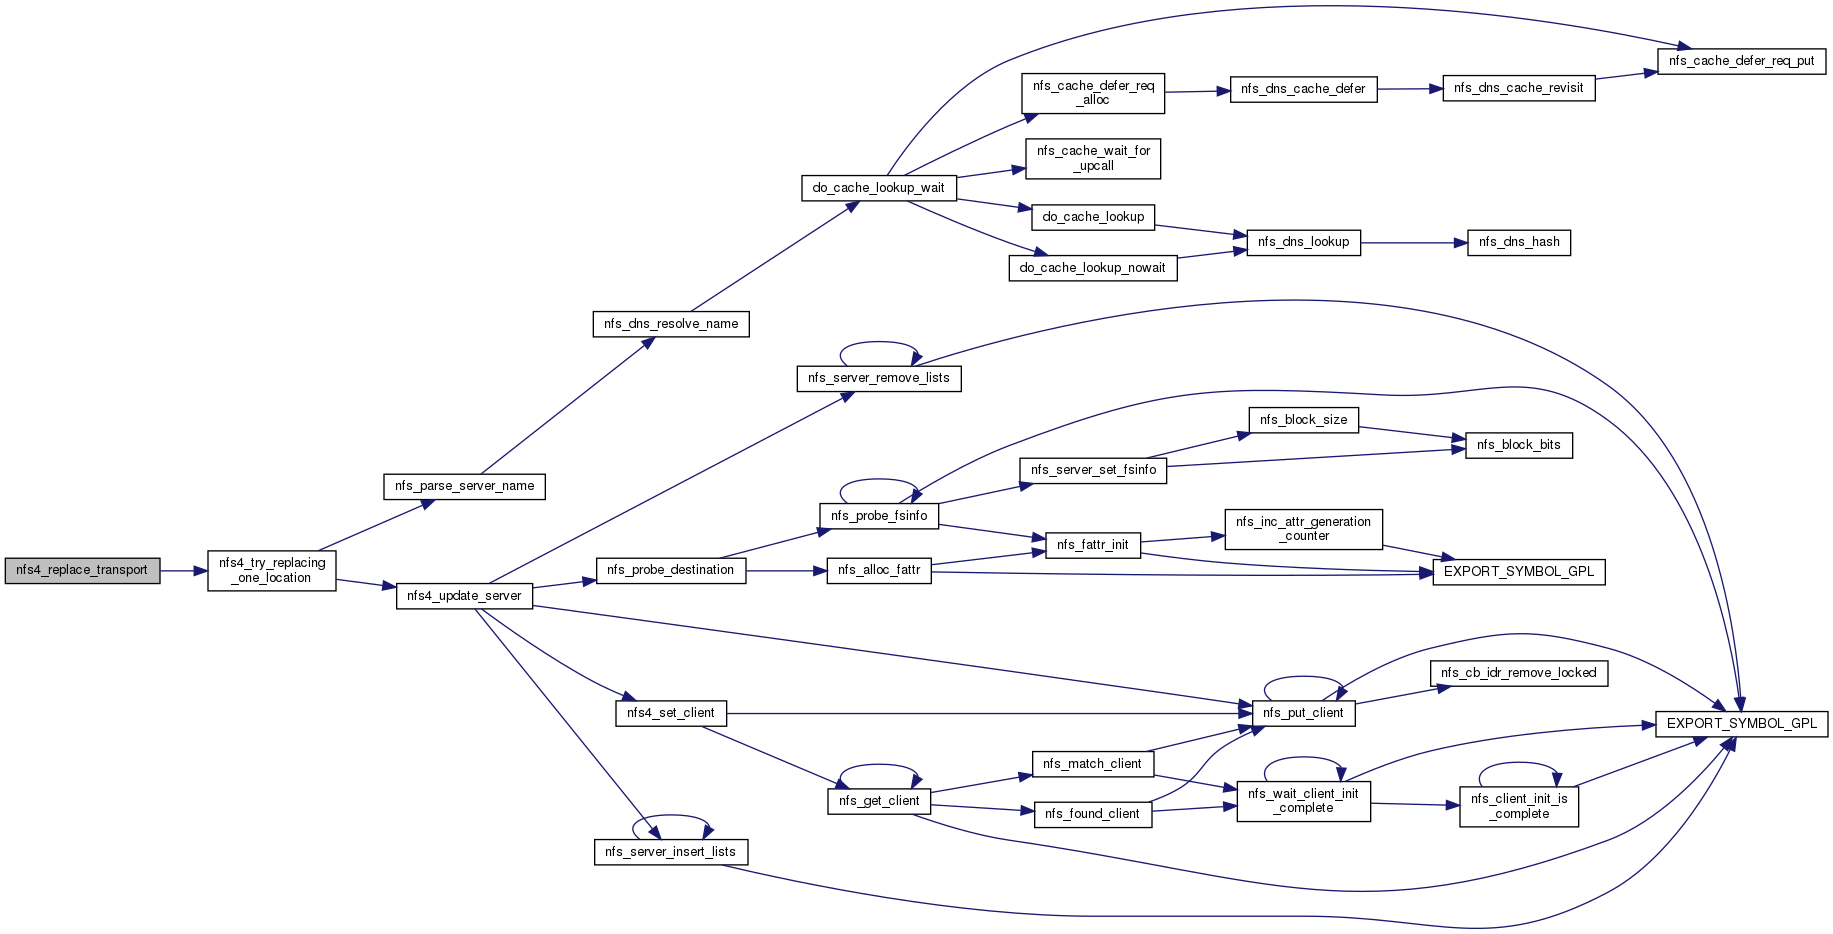 nfs_cache_defer_req_put
nfs_cache_defer_req
_alloc
nfs_dns_cache_defer
nfs_dns_cache_revisit
nfs_cache_wait_for
_upcall
do_cache_lookup_wait
do_cache_lookup
nfs_dns_lookup
nfs_dns_hash
do_cache_lookup_nowait
nfs_dns_resolve_name
nfs_server_remove_lists
nfs_block_size
nfs_block_bits
nfs_server_set_fsinfo
nfs_parse_server_name
nfs_probe_fsinfo
nfs_inc_attr_generation
_counter
nfs_fattr_init
nfs4_replace_transport
nfs4_try_replacing
_one_location
nfs_probe_destination
nfs_alloc_fattr
EXPORT_SYMBOL_GPL
nfs4_update_server
nfs_cb_idr_remove_locked
nfs4_set_client
nfs_put_client
EXPORT_SYMBOL_GPL
nfs_match_client
nfs_get_client
nfs_wait_client_init
_complete
nfs_client_init_is
_complete
nfs_found_client
nfs_server_insert_lists